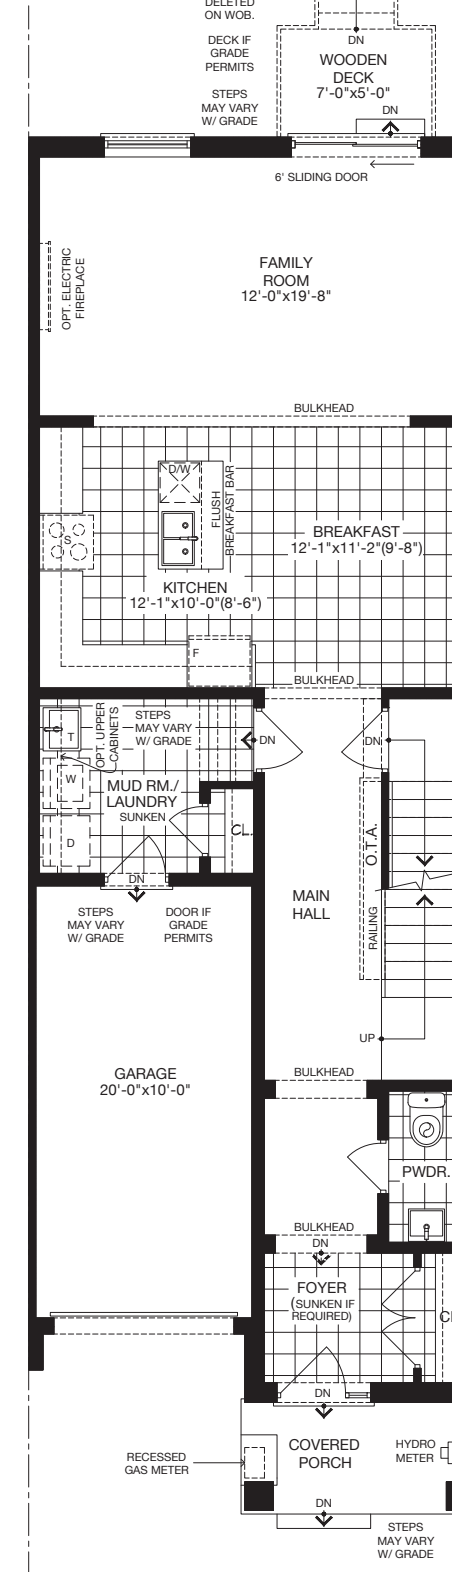 DELETED
ON WOB.
DECK IF
GRADE
PERMITS
STEPS
MAY VARY
W/ GRADE
DN
WOODEN
DECK
7'-0"x5'-0"
DN
6' SLIDING DOOR
OPT. ELECTRIC
FIREPLACE
FAMILY
ROOM
12'-0"x19'-8"
BULKHEAD
D/W
FLUSH
BREAKFAST BAR
S
BREAKFAST
12'-1"x11'-2"(9'-8")
KITCHEN
12'-1"x10'-0"(8'-6")
F
BULKHEAD
T
OPT. UPPER
CABINETS
STEPS
MAY VARY
W/ GRADE
DN
DN
W
MUD RM./
LAUNDRY
SUNKEN
D
CL.
O.T.A.
DN
STEPS
MAY VARY
W/ GRADE
DOOR IF
GRADE
PERMITS
MAIN
HALL
RAILING
UP
GARAGE
20'-0"x10'-0"
BULKHEAD
PWDR.
BULKHEAD
DN
FOYER
(SUNKEN IF
REQUIRED)
DN
COVERED
PORCH
RECESSED
GAS METER
HYDRO
METER
DN
STEPS
MAY VARY
W/ GRADE